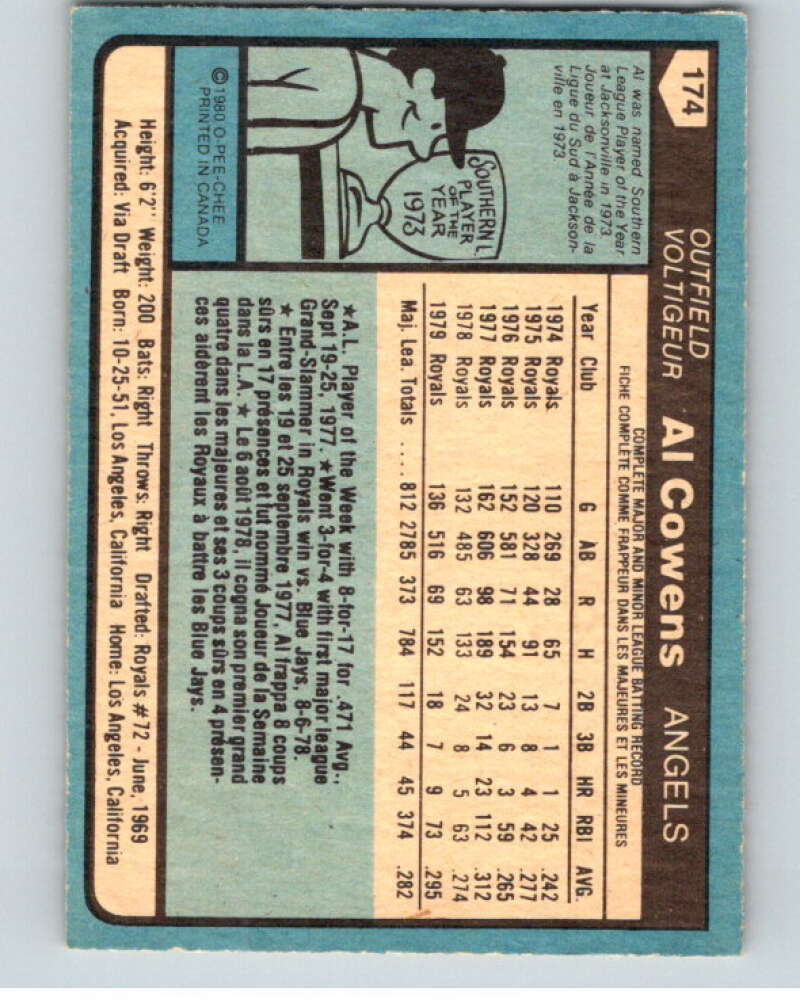 174
OUTFIELD
VOLTIGEUR
Al Cowens
ANGELS
Al was named Southern
League Player of the Year
at Jacksonville in 1973.
Joueur de l'Année de la
Ligue du Sud à Jackson-
ville en 1973.
SOUTHERN L.
PLAYER
OF THE
YEAR
1973
©1980 O-PEE-CHEE
PRINTED IN CANADA
COMPLETE MAJOR AND MINOR LEAGUE BATTING RECORD
FICHE COMPLÈTE COMME FRAPPEUR DANS LES MAJEURES ET LES MINEURES
Year Club G AB R H 2B 3B HR RBI AVG.
1974 Royals 110 269 28 65 7 1 1 25 .242
1975 Royals 120 328 44 91 13 8 4 42 .277
1976 Royals 152 581 71 154 23 6 3 59 .265
1977 Royals 162 606 98 189 32 14 23 112 .312
1978 Royals 132 485 63 133 24 8 5 63 .274
1979 Royals 136 516 69 152 18 7 9 73 .295
Maj. Lea. Totals .... 812 2785 373 784 117 44 45 374 .282
★A.L. Player of the Week with 8-for-17 for .471 Avg.,
Sept 19-25, 1977. ★Went 3-for-4 with first major league
Grand-Slammer in Royals win vs. Blue Jays, 8-6-78.
★ Entre les 19 et 25 septembre 1977, Al frappa 8 coups
sûrs en 17 présences et fut nommé Joueur de la Semaine
dans la L.A. ★ Le 6 août 1978, il cogna son premier grand
quatre dans les majeures et ses 3 coups sûrs en 4 présen-
ces aidèrent les Royaux à battre les Blue Jays.
Height: 6'2" Weight: 200 Bats: Right Throws: Right Drafted: Royals #72 - June, 1969
Acquired: Via Draft Born: 10-25-51, Los Angeles, California Home: Los Angeles, California